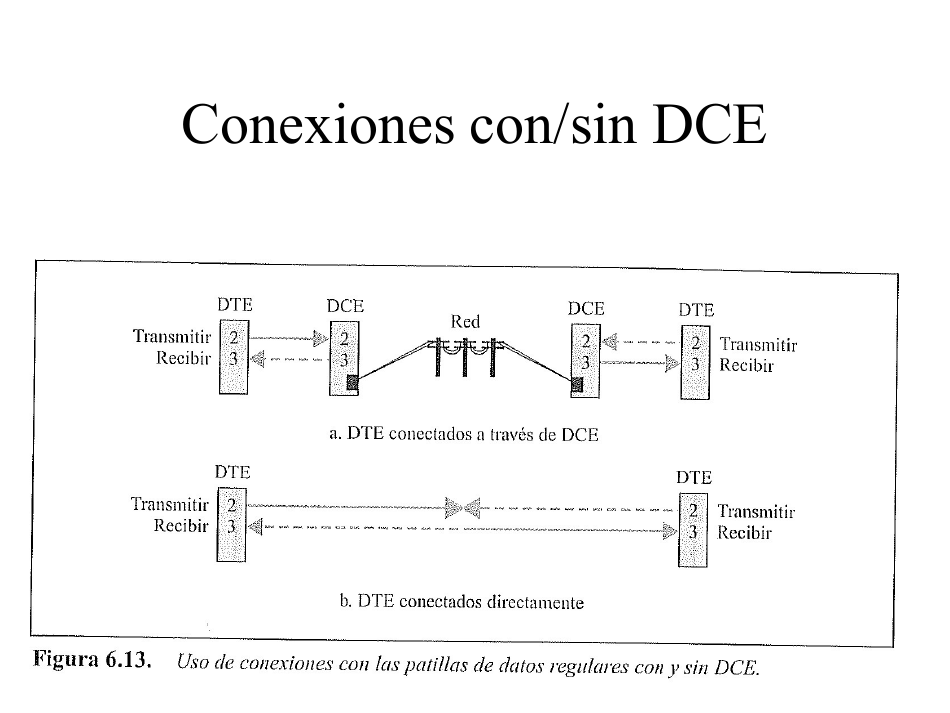 Conexiones con/sin DCE
DTE DCE Red DCE DTE
Transmitir 2 2 2 2 Transmitir
Recibir 3 3 3 3 Recibir
a. DTE conectados a través de DCE
DTE DTE
Transmitir 2 2 Transmitir
Recibir 3 3 Recibir
b. DTE conectados directamente
Figura 6.13. Uso de conexiones con las patillas de datos regulares con y sin DCE.